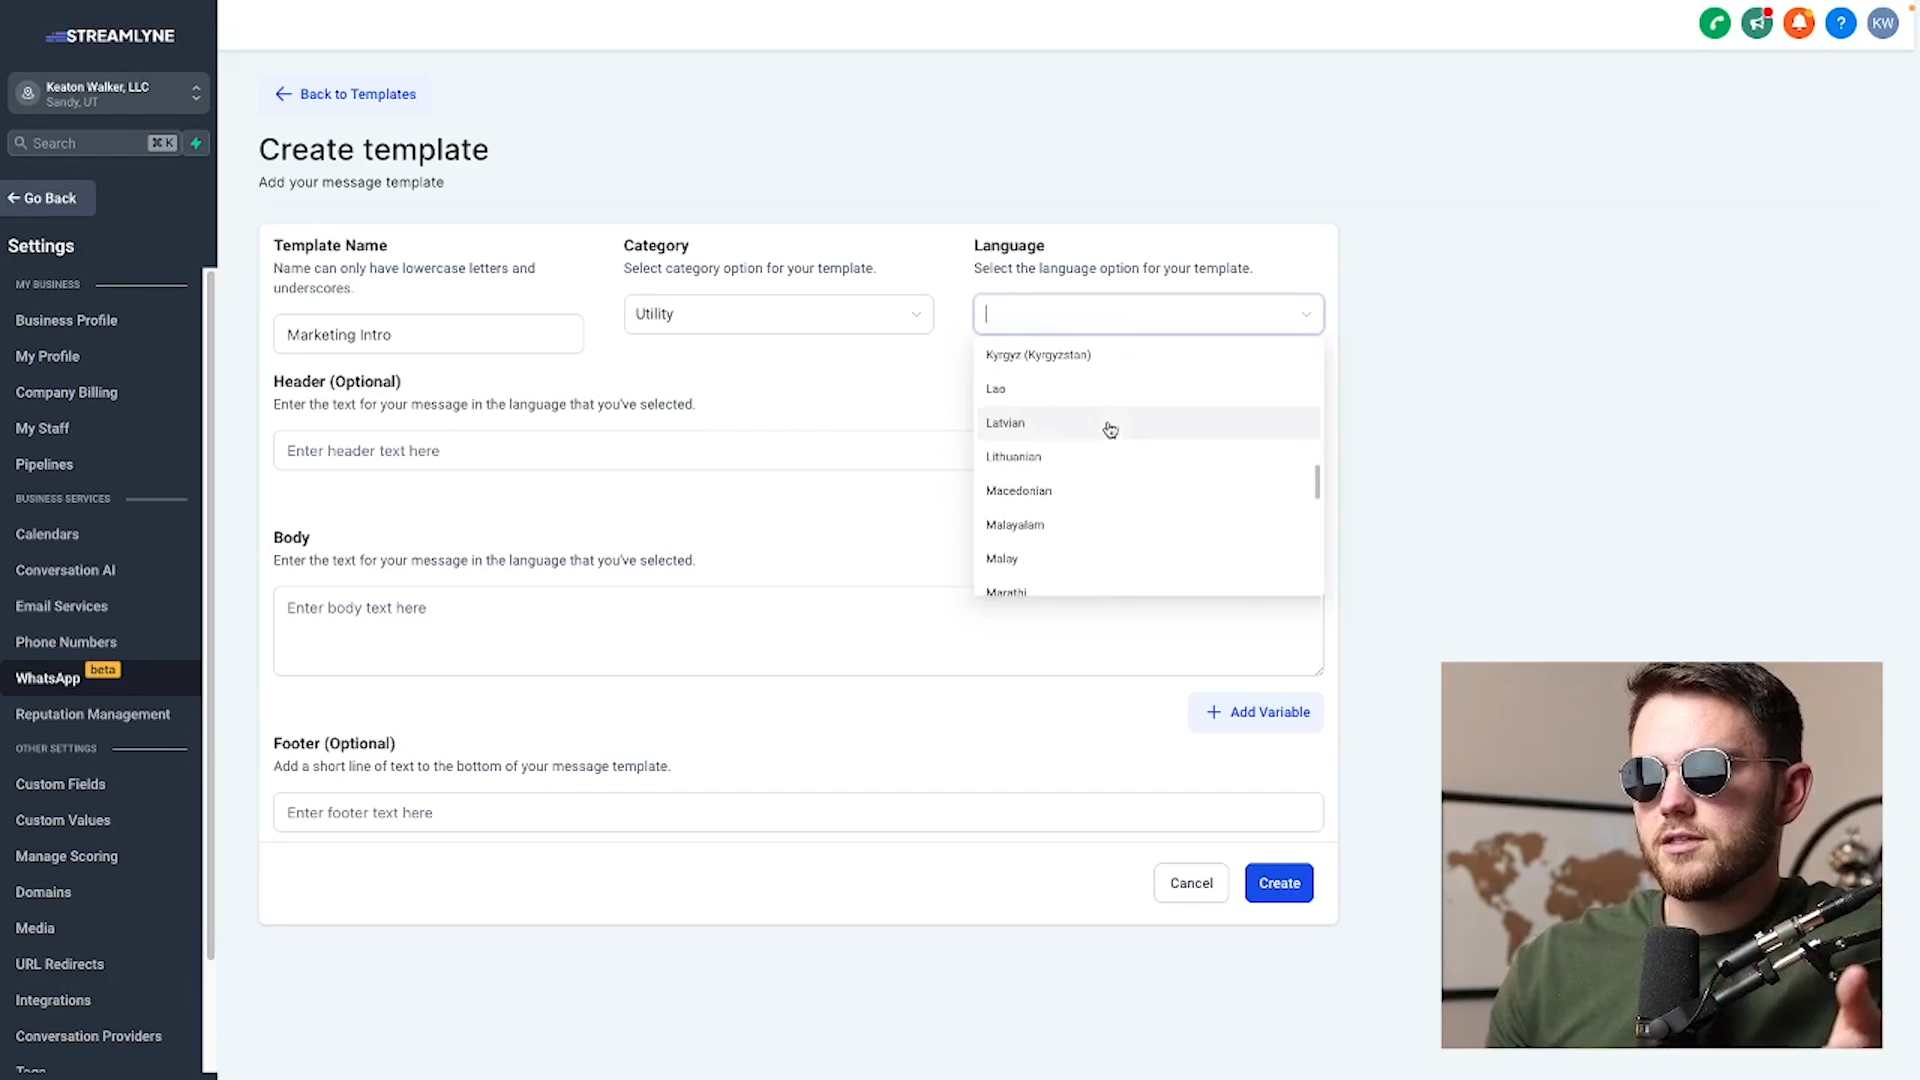 STREAMLYNE
Keaton Walker, LLC
Sandy, UT
Search
⌘ K
Go Back
Settings
MY BUSINESS
Business Profile
My Profile
Company Billing
My Staff
Pipelines
BUSINESS SERVICES
Calendars
Conversation AI
Email Services
Phone Numbers
WhatsApp beta
Reputation Management
OTHER SETTINGS
Custom Fields
Custom Values
Manage Scoring
Domains
Media
URL Redirects
Integrations
Conversation Providers
Tags
?
KW
Back to Templates
Create template
Add your message template
Template Name
Name can only have lowercase letters and
underscores.
Marketing Intro
Category
Select category option for your template.
Utility
Language
Select the language option for your template.
Kyrgyz (Kyrgyzstan)
Lao
Latvian
Lithuanian
Macedonian
Malayalam
Malay
Marathi
Header (Optional)
Enter the text for your message in the language that you've selected.
Enter header text here
Body
Enter the text for your message in the language that you've selected.
Enter body text here
+ Add Variable
Footer (Optional)
Add a short line of text to the bottom of your message template.
Enter footer text here
Cancel
Create